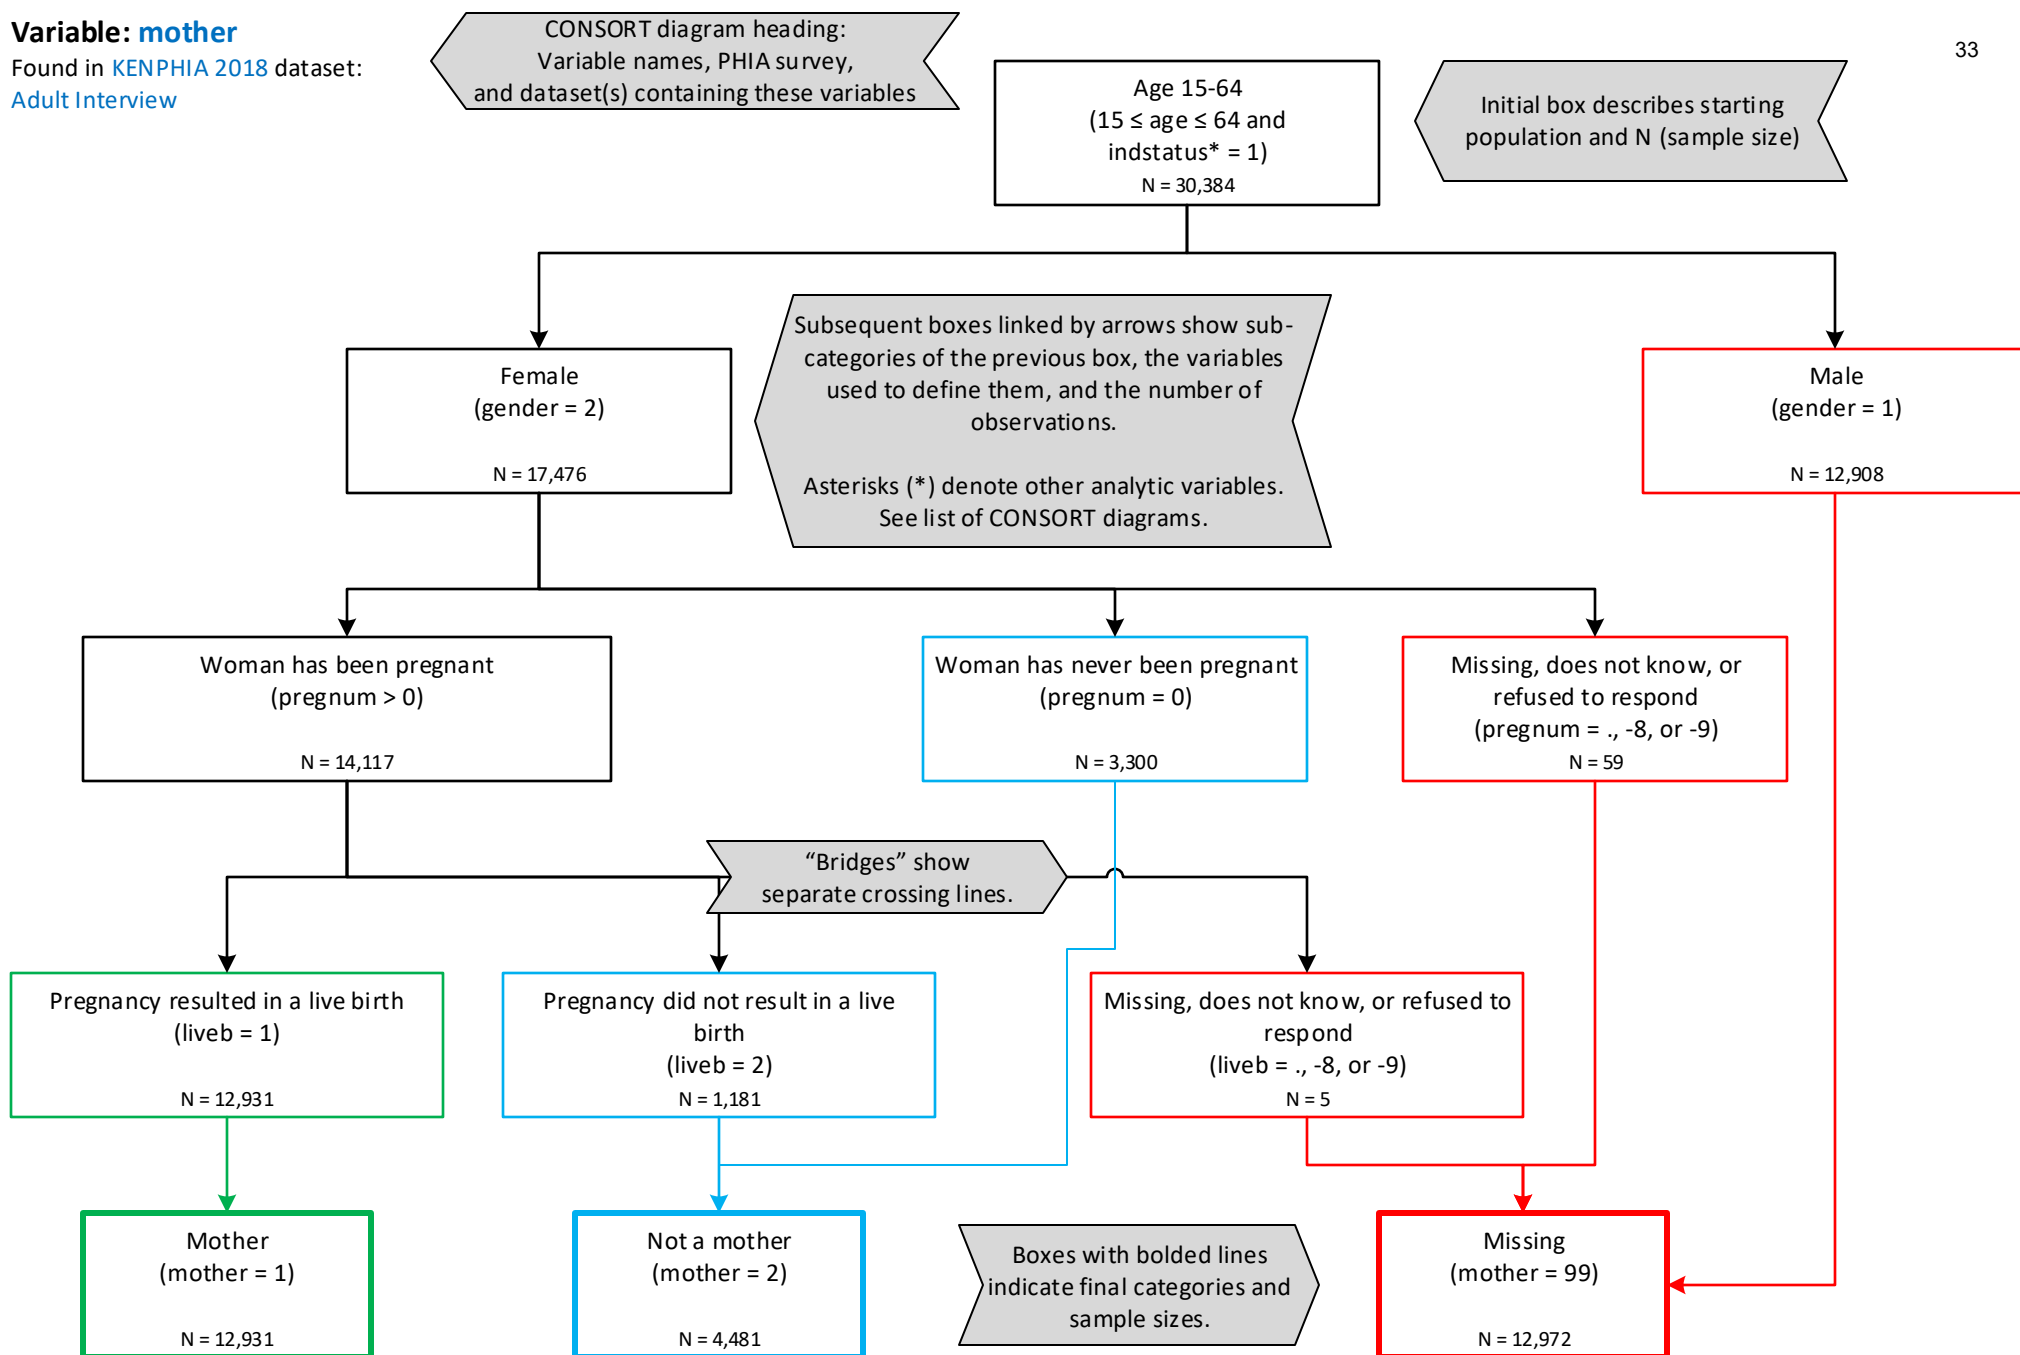 Variable: mother
Found in KENPHIA 2018 dataset:
Adult Interview
CONSORT diagram heading:
Variable names, PHIA survey,
and dataset(s) containing these variables
33
Age 15-64
(15 ≤ age ≤ 64 and
indstatus* = 1)
N = 30,384
Initial box describes starting
population and N (sample size)
Female
(gender = 2)
N = 17,476
Subsequent boxes linked by arrows show sub-
categories of the previous box, the variables
used to define them, and the number of
observations.
Asterisks (*) denote other analytic variables.
See list of CONSORT diagrams.
Male
(gender = 1)
N = 12,908
Woman has been pregnant
(pregnum > 0)
N = 14,117
Woman has never been pregnant
(pregnum = 0)
N = 3,300
Missing, does not know, or
refused to respond
(pregnum = ., -8, or -9)
N = 59
“Bridges” show
separate crossing lines.
Pregnancy resulted in a live birth
(liveb = 1)
N = 12,931
Pregnancy did not result in a live
birth
(liveb = 2)
N = 1,181
Missing, does not know, or refused to
respond
(liveb = ., -8, or -9)
N = 5
Mother
(mother = 1)
N = 12,931
Not a mother
(mother = 2)
N = 4,481
Boxes with bolded lines
indicate final categories and
sample sizes.
Missing
(mother = 99)
N = 12,972